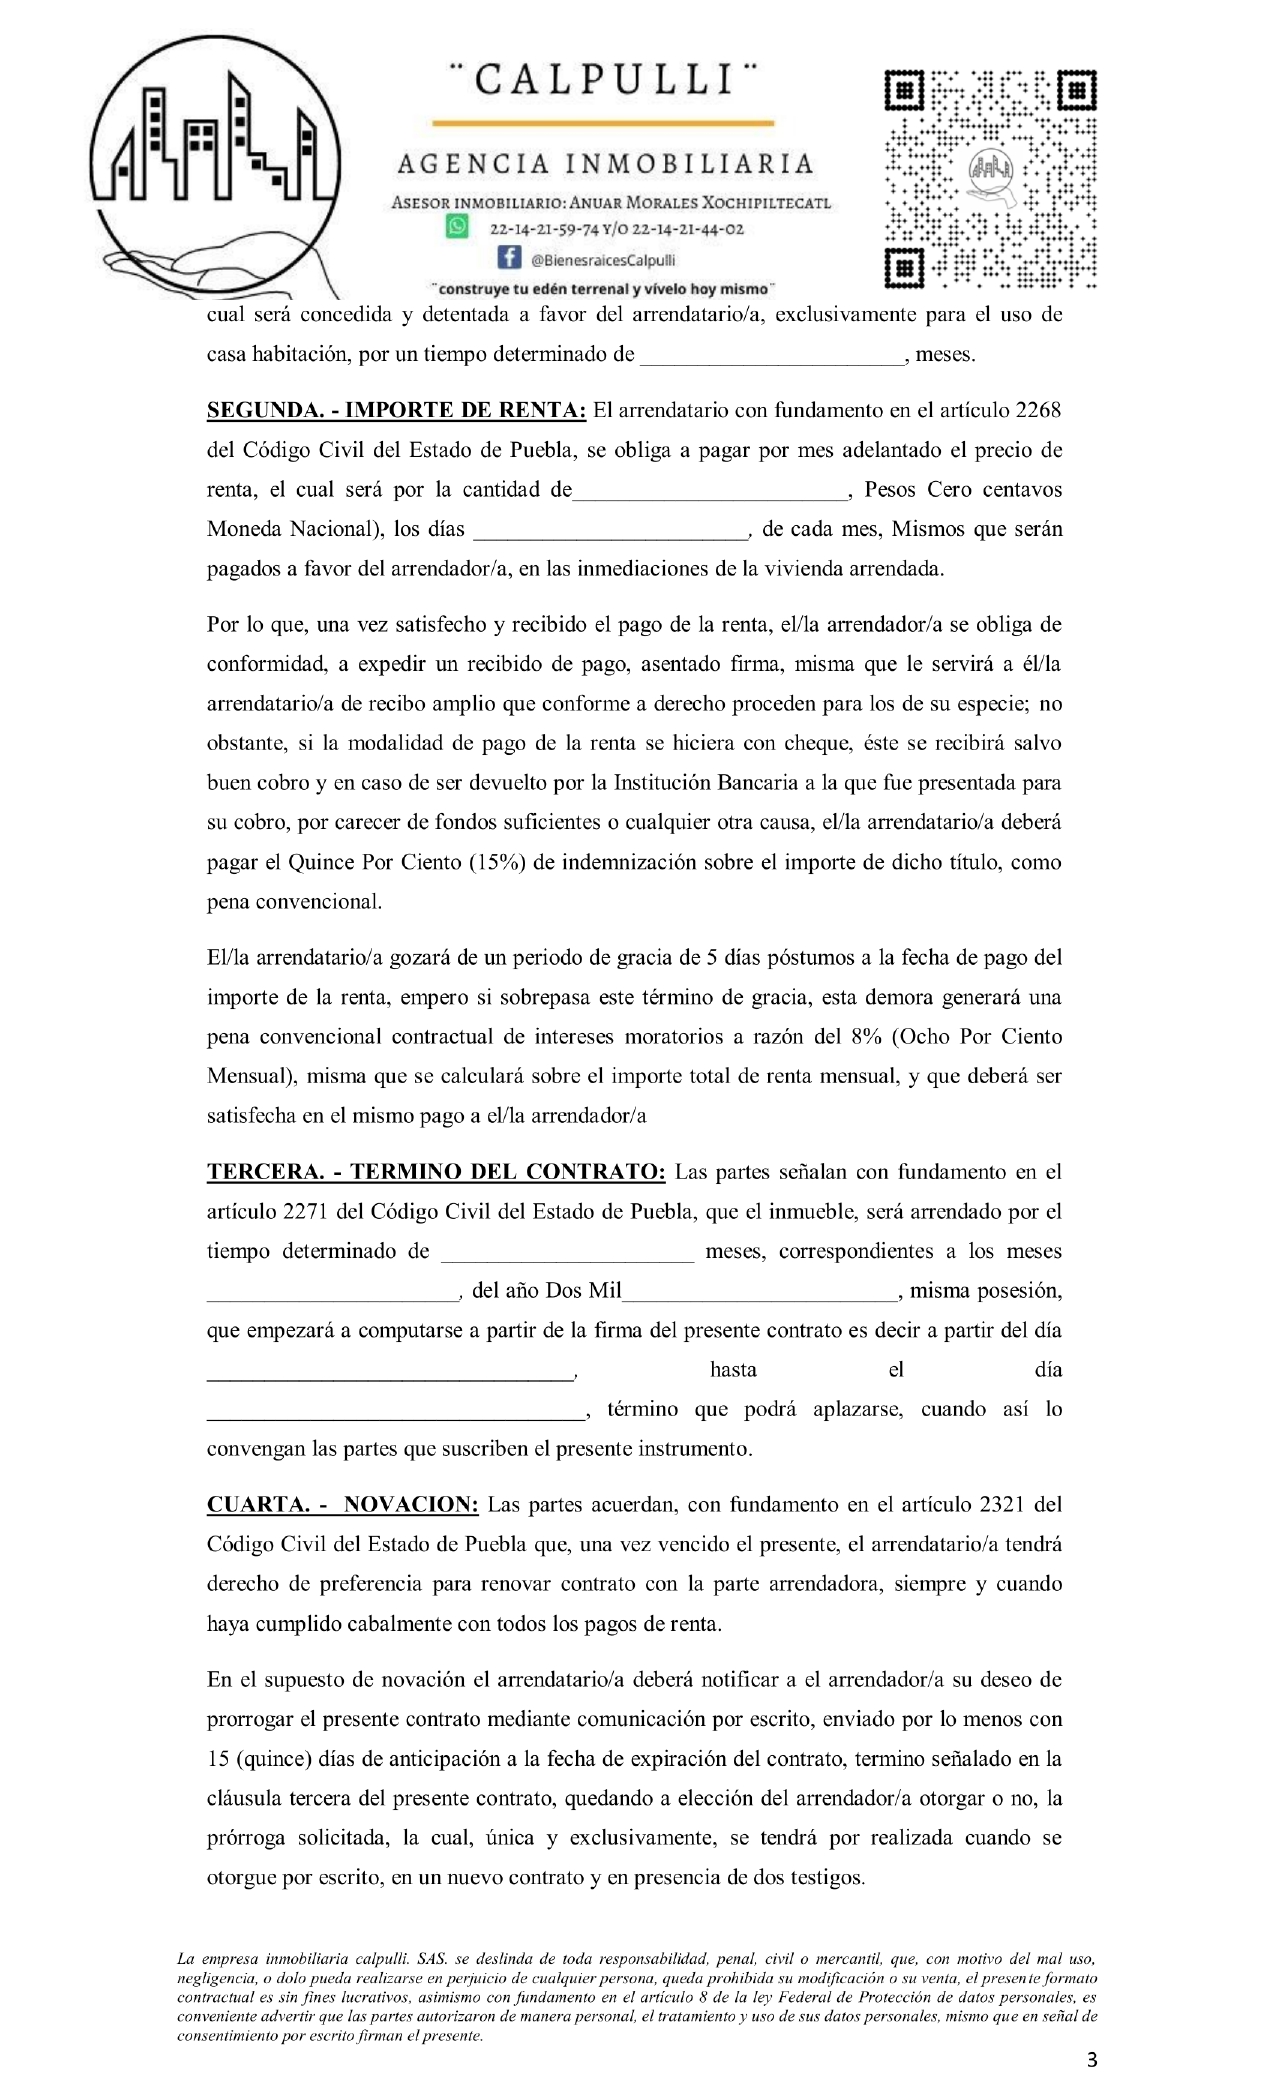 ¨CALPULLI¨
AGENCIA INMOBILIARIA
ASESOR INMOBILIARIO: ANUAR MORALES XOCHIPILTECATL
22-14-21-59-74 Y/O 22-14-21-44-02
@BienesraicesCalpulli
¨construye tu edén terrenal y vívelo hoy mismo¨
cual será concedida y detentada a favor del arrendatario/a, exclusivamente para el uso de
casa habitación, por un tiempo determinado de _______________________, meses.
SEGUNDA. - IMPORTE DE RENTA: El arrendatario con fundamento en el artículo 2268
del Código Civil del Estado de Puebla, se obliga a pagar por mes adelantado el precio de
renta, el cual será por la cantidad de________________________, Pesos Cero centavos
Moneda Nacional), los días ________________________, de cada mes, Mismos que serán
pagados a favor del arrendador/a, en las inmediaciones de la vivienda arrendada.
Por lo que, una vez satisfecho y recibido el pago de la renta, el/la arrendador/a se obliga de
conformidad, a expedir un recibido de pago, asentado firma, misma que le servirá a él/la
arrendatario/a de recibo amplio que conforme a derecho proceden para los de su especie; no
obstante, si la modalidad de pago de la renta se hiciera con cheque, éste se recibirá salvo
buen cobro y en caso de ser devuelto por la Institución Bancaria a la que fue presentada para
su cobro, por carecer de fondos suficientes o cualquier otra causa, el/la arrendatario/a deberá
pagar el Quince Por Ciento (15%) de indemnización sobre el importe de dicho título, como
pena convencional.
El/la arrendatario/a gozará de un periodo de gracia de 5 días póstumos a la fecha de pago del
importe de la renta, empero si sobrepasa este término de gracia, esta demora generará una
pena convencional contractual de intereses moratorios a razón del 8% (Ocho Por Ciento
Mensual), misma que se calculará sobre el importe total de renta mensual, y que deberá ser
satisfecha en el mismo pago a el/la arrendador/a
TERCERA. - TERMINO DEL CONTRATO: Las partes señalan con fundamento en el
artículo 2271 del Código Civil del Estado de Puebla, que el inmueble, será arrendado por el
tiempo determinado de ______________________ meses, correspondientes a los meses
______________________, del año Dos Mil________________________, misma posesión,
que empezará a computarse a partir de la firma del presente contrato es decir a partir del día
________________________________, hasta el día
_________________________________, término que podrá aplazarse, cuando así lo
convengan las partes que suscriben el presente instrumento.
CUARTA. - NOVACION: Las partes acuerdan, con fundamento en el artículo 2321 del
Código Civil del Estado de Puebla que, una vez vencido el presente, el arrendatario/a tendrá
derecho de preferencia para renovar contrato con la parte arrendadora, siempre y cuando
haya cumplido cabalmente con todos los pagos de renta.
En el supuesto de novación el arrendatario/a deberá notificar a el arrendador/a su deseo de
prorrogar el presente contrato mediante comunicación por escrito, enviado por lo menos con
15 (quince) días de anticipación a la fecha de expiración del contrato, termino señalado en la
cláusula tercera del presente contrato, quedando a elección del arrendador/a otorgar o no, la
prórroga solicitada, la cual, única y exclusivamente, se tendrá por realizada cuando se
otorgue por escrito, en un nuevo contrato y en presencia de dos testigos.
La empresa inmobiliaria calpulli. SAS. se deslinda de toda responsabilidad, penal, civil o mercantil, que, con motivo del mal uso,
negligencia, o dolo pueda realizarse en perjuicio de cualquier persona, queda prohibida su modificación o su venta, el presente formato
contractual es sin fines lucrativos, asimismo con fundamento en el artículo 8 de la ley Federal de Protección de datos personales, es
conveniente advertir que las partes autorizaron de manera personal, el tratamiento y uso de sus datos personales, mismo que en señal de
consentimiento por escrito firman el presente.
3